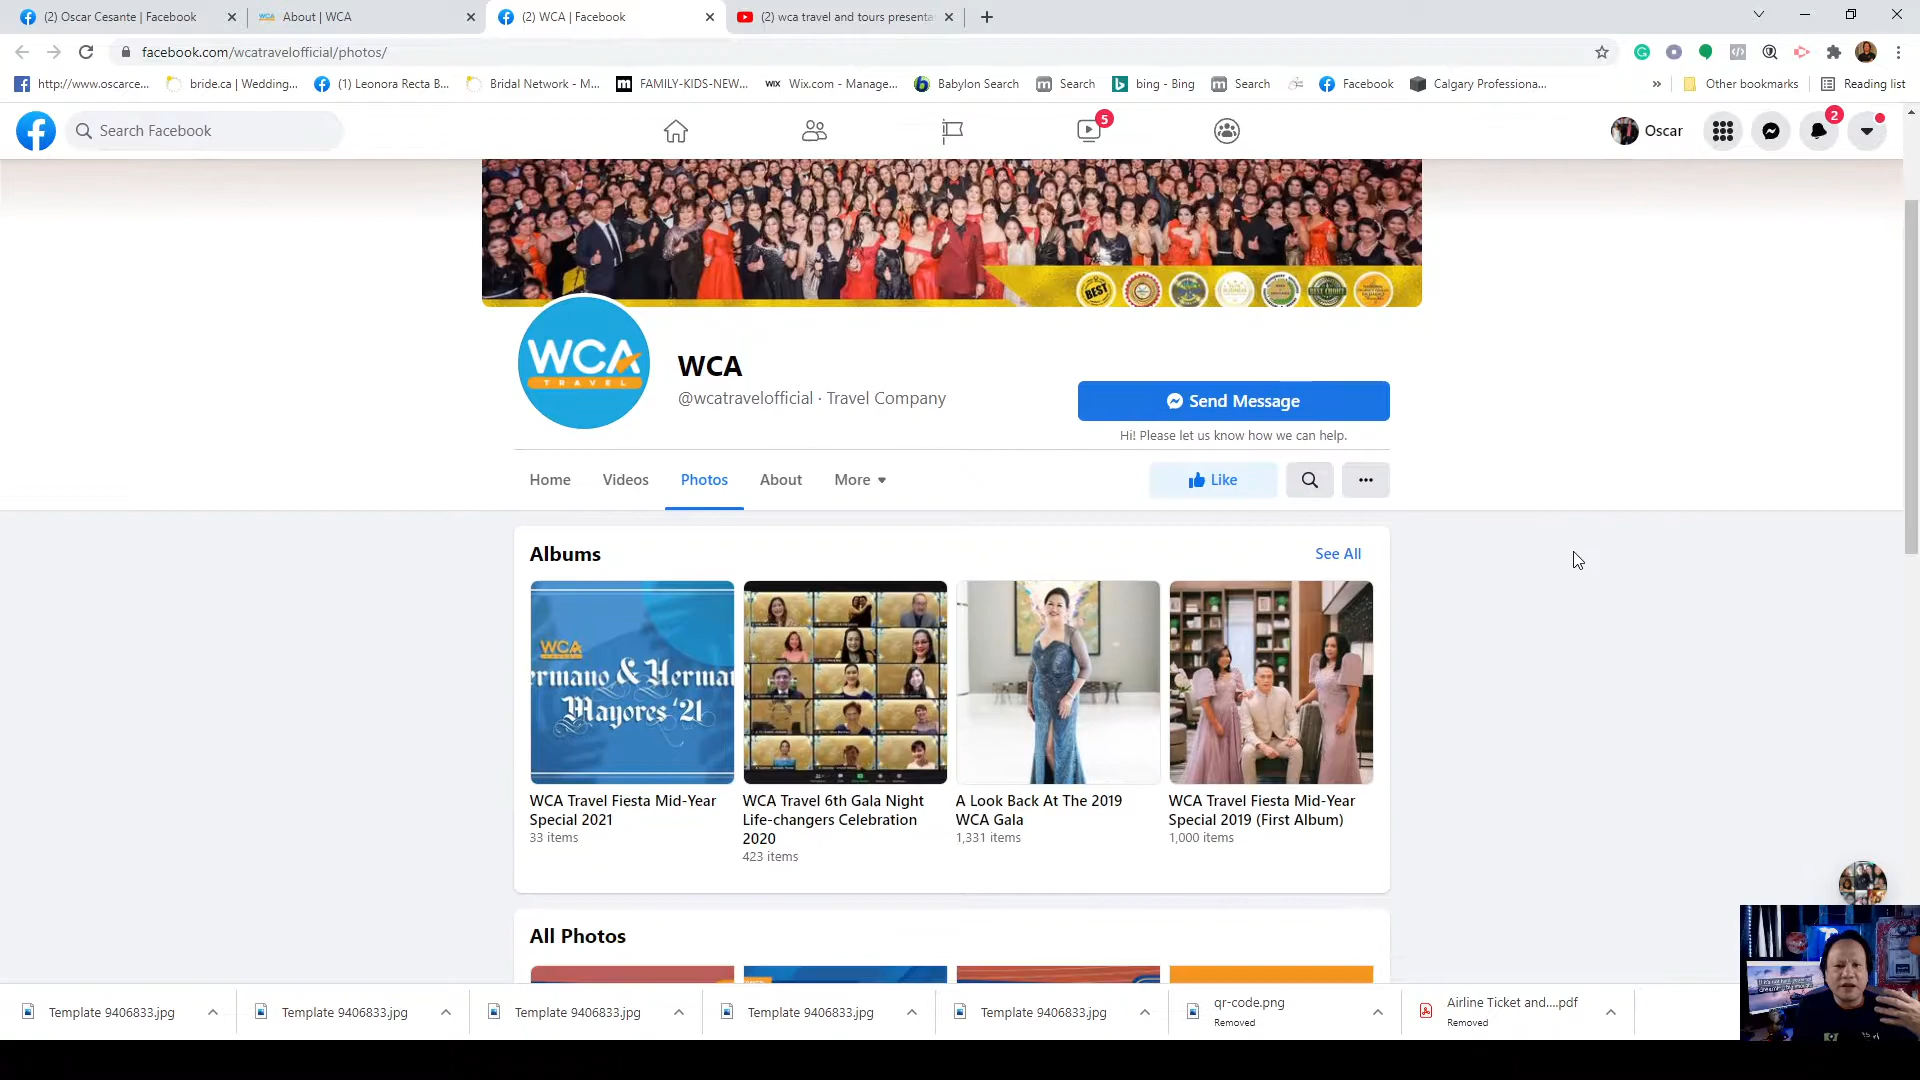 (2) Oscar Cesante | Facebook
About | WCA
(2) WCA | Facebook
(2) wca travel and tours presenta
facebook.com/wcatravelofficial/photos/
http://www.oscarce...
bride.ca | Wedding...
(1) Leonora Recta B...
Bridal Network - M...
FAMILY-KIDS-NEW...
WIX Wix.com - Manage...
Babylon Search
Search
bing - Bing
Search
Facebook
Calgary Professiona...
»
Other bookmarks
Reading list
Search Facebook
5
Oscar
2
BEST
WCA
TRAVEL
WCA
@wcatravelofficial · Travel Company
Send Message
Hi! Please let us know how we can help.
Home
Videos
Photos
About
More
Like
Albums
See All
WCA
ermano & Herma
Mayores '21
WCA Travel Fiesta Mid-Year
Special 2021
33 items
WCA Travel 6th Gala Night
Life-changers Celebration
2020
423 items
A Look Back At The 2019
WCA Gala
1,331 items
WCA Travel Fiesta Mid-Year
Special 2019 (First Album)
1,000 items
All Photos
Template 9406833.jpg
Template 9406833.jpg
Template 9406833.jpg
Template 9406833.jpg
Template 9406833.jpg
qr-code.png
Removed
Airline Ticket and....pdf
Removed